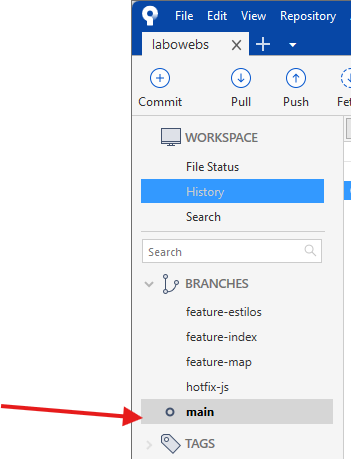 File Edit View Repository
labowebs
Commit Pull Push
WORKSPACE
File Status
History
Search
Search
BRANCHES
feature-estilos
feature-index
feature-map
hotfix-js
main
TAGS